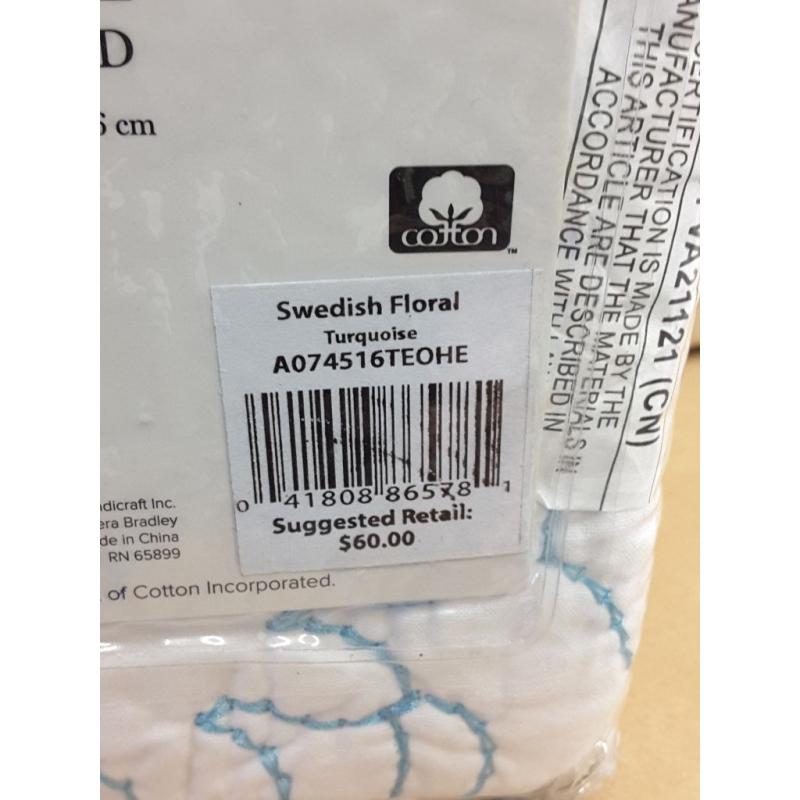 D
cm
cotton
TM
Swedish Floral
Turquoise
A074516TEOHE
0 41808 86578 1
Suggested Retail:
$60.00
Inc.
Bradley
in China
RN 65899
of Cotton Incorporated.
VA21121 (CN)
CERTIFICATION IS MADE BY THE
MANUFACTURER THAT THE MATERIALS IN
THIS ARTICLE ARE DESCRIBED IN
ACCORDANCE WITH